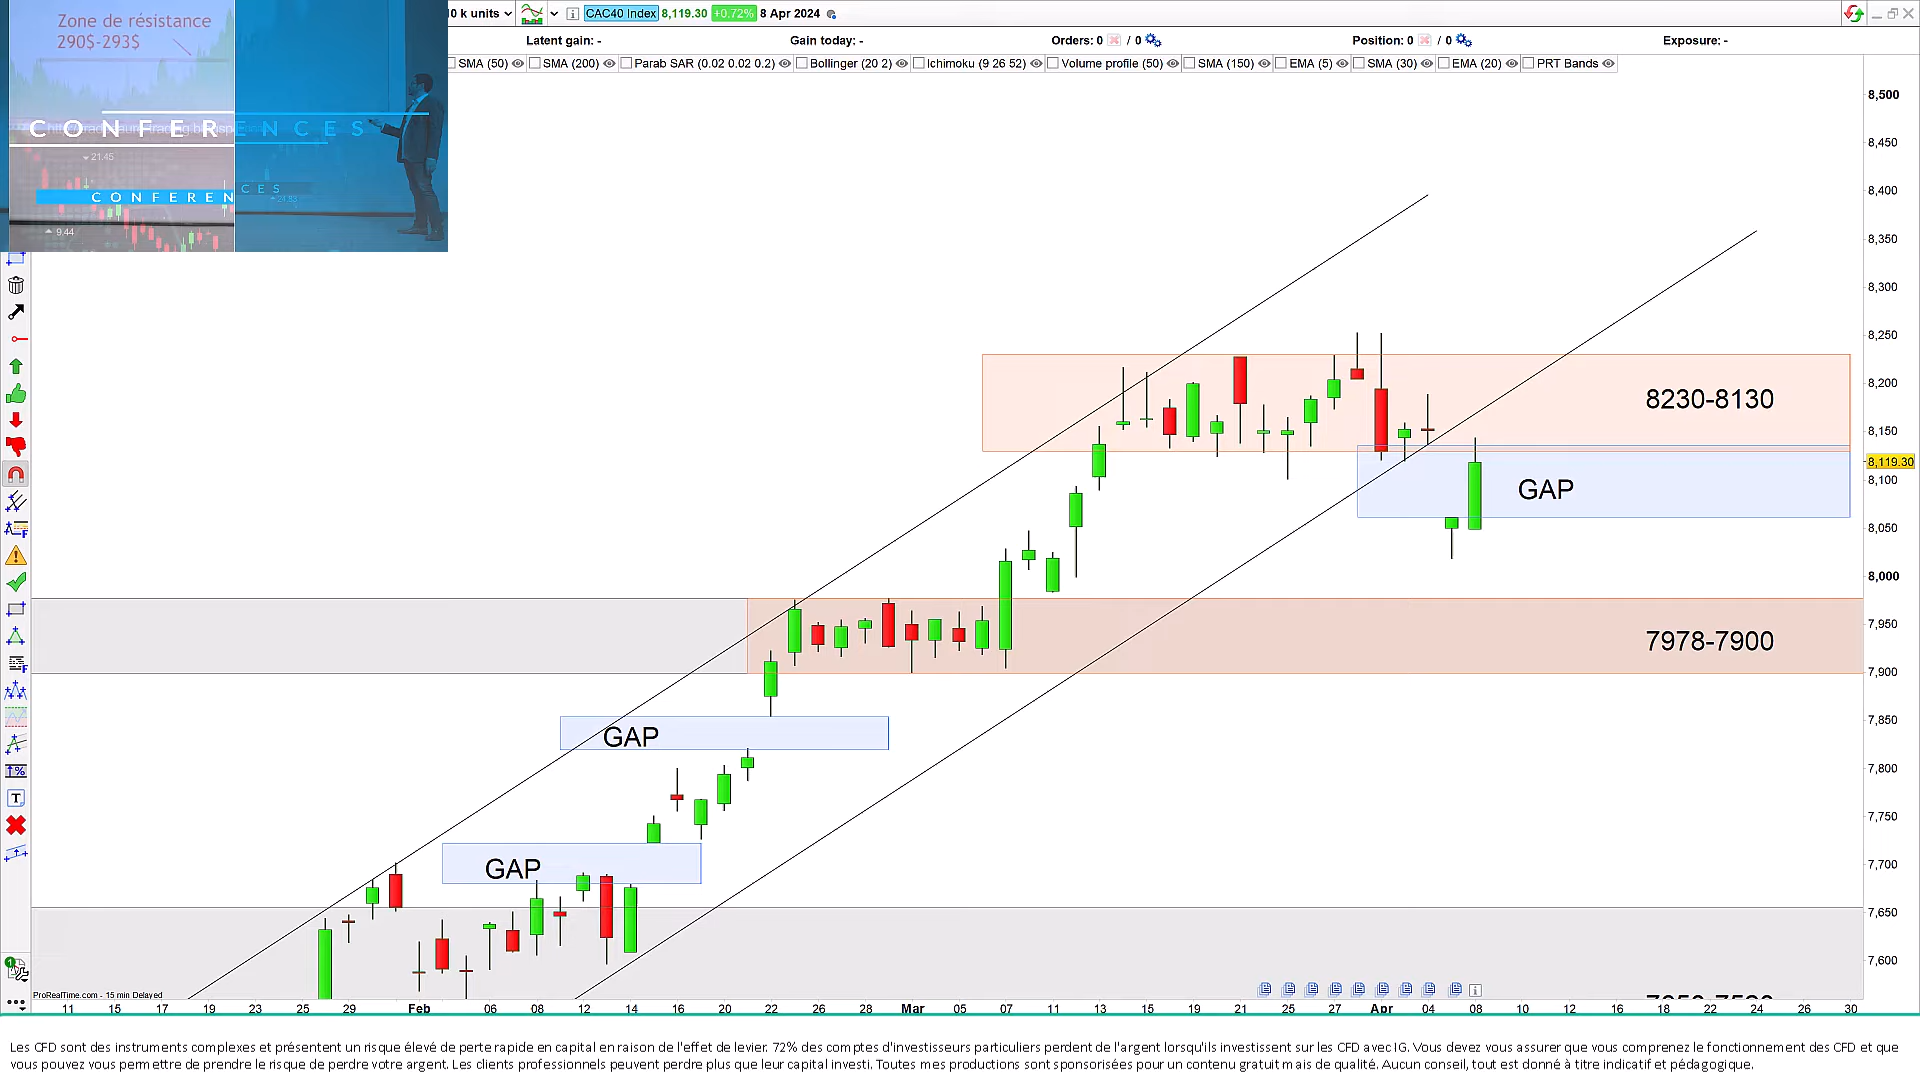 Zone de résistance
290$-293$
CONFERENCES
21.45
CONFERENCES
24.83
9.44
10 k units CAC40 Index 8,119.30 +0.72% 8 Apr 2024
Latent gain: - Gain today: - Orders: 0 / 0 Position: 0 / 0 Exposure: -
SMA (50) SMA (200) Parab SAR (0.02 0.02 0.2) Bollinger (20 2) Ichimoku (9 26 52) Volume profile (50) SMA (150) EMA (5) SMA (30) EMA (20) PRT Bands
8,500
8,450
8,400
8,350
8,300
8,250
8,200
8230-8130
8,150
8,119.30
8,100
GAP
8,050
8,000
7,950
7978-7900
7,900
7,850
GAP
7,800
7,750
7,700
GAP
7,650
7,600
ProRealTime.com - 15 min Delayed
11 15 17 23 25 29 Feb 06 08 12 14 16 20 22 26 28 Mar 05 07 11 13 15 19 21 25 27 Apr 04 08 10 12 16 18 22 24 26 30
Les CFD sont des instruments complexes et présentent un risque élevé de perte rapide en capital en raison de l'effet de levier. 72% des comptes d'investisseurs particuliers perdent de l'argent lorsqu'ils investissent sur les CFD avec IG. Vous devez vous assurer que vous comprenez le fonctionnement des CFD et que
vous pouvez vous permettre de prendre le risque de perdre votre argent. Les clients professionnels peuvent perdre plus que leur capital investi. Toutes mes productions sont sponsorisées pour un contenu gratuit mais de qualité. Aucun conseil, tout est donné à titre indicatif et pédagogique.